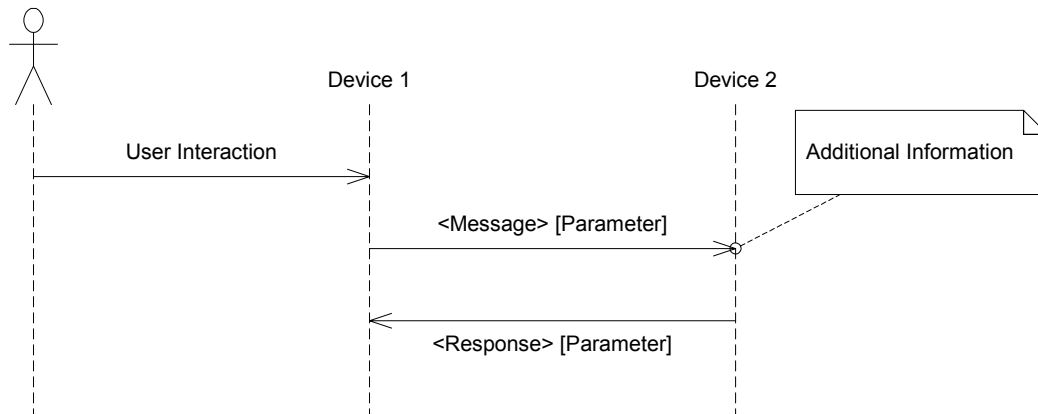 Device 1
Device 2
User Interaction
Additional Information
<Message> [Parameter]
<Response> [Parameter]